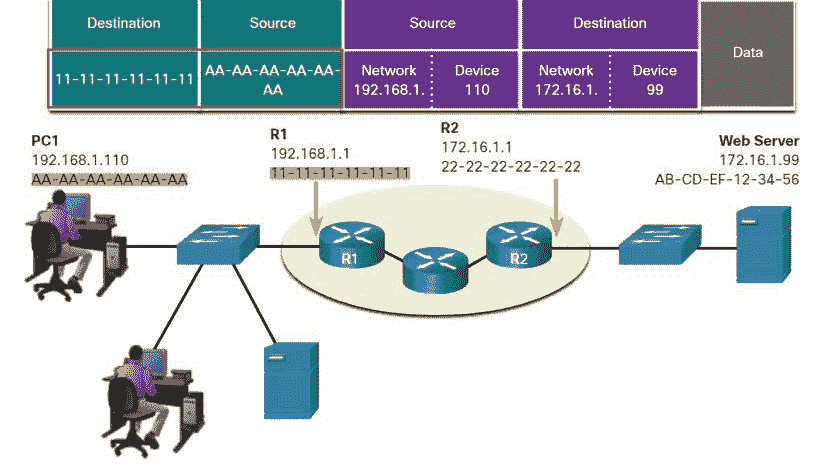 Destination
Source
Source
Destination
Data
11-11-11-11-11-11
AA-AA-AA-AA-AA-
AA
Network
192.168.1.
Device
110
Network
172.16.1.
Device
99
PC1
192.168.1.110
AA-AA-AA-AA-AA-AA
R1
192.168.1.1
11-11-11-11-11-11
R2
172.16.1.1
22-22-22-22-22-22
Web Server
172.16.1.99
AB-CD-EF-12-34-56
R1
R2